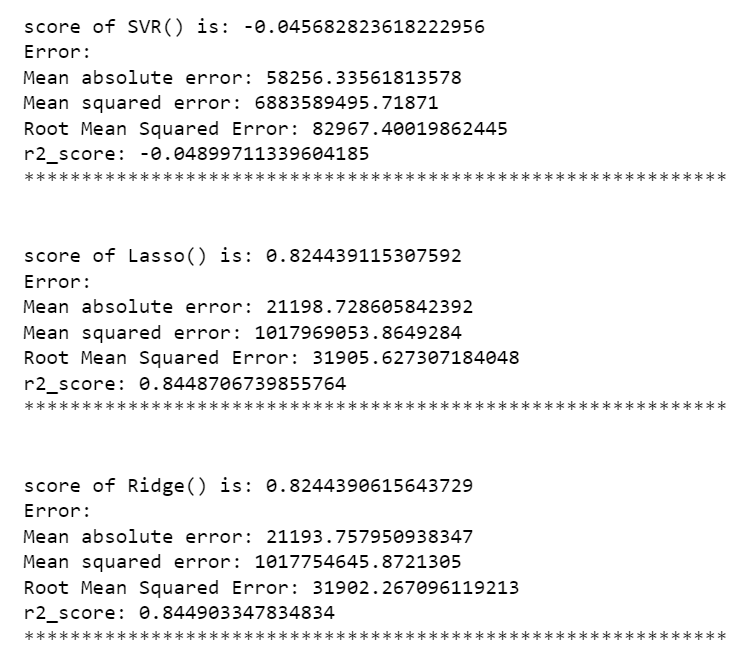 score of SVR() is: -0.045682823618222956
Error:
Mean absolute error: 58256.33561813578
Mean squared error: 6883589495.71871
Root Mean Squared Error: 82967.40019862445
r2_score: -0.04899711339604185
*************************************************************
score of Lasso() is: 0.824439115307592
Error:
Mean absolute error: 21198.728605842392
Mean squared error: 1017969053.8649284
Root Mean Squared Error: 31905.627307184048
r2_score: 0.8448706739855764
*************************************************************
score of Ridge() is: 0.8244390615643729
Error:
Mean absolute error: 21193.757950938347
Mean squared error: 1017754645.8721305
Root Mean Squared Error: 31902.267096119213
r2_score: 0.844903347834834
*************************************************************